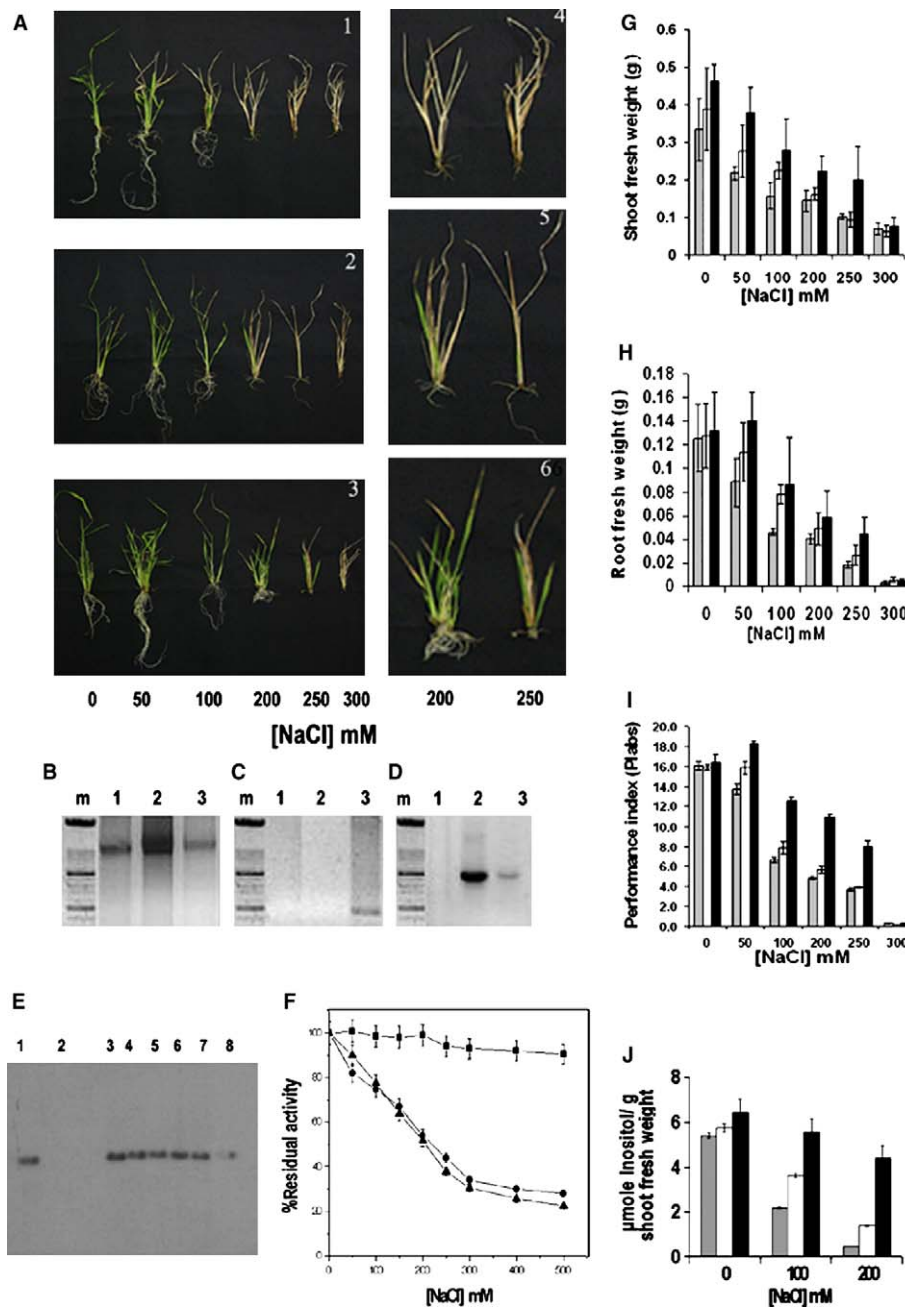 A
1
4
2
5
3
6
0 50 100 200 250 300
200 250
[NaCl] mM
B
m 1 2 3
C
1 2 3
D
m 1 2 3
E
1 2 3 4 5 6 7 8
F
100
80
60
40
20
0
%Residual activity
0 100 200 300 400 500
[NaCl] mM
G
0.6
0.5
0.4
0.3
0.2
0.1
0
Shoot fresh weight (g)
0 50 100 200 250 300
[NaCl] mM
H
0.18
0.16
0.14
0.12
0.1
0.08
0.06
0.04
0.02
0
Root fresh weight (g)
0 50 100 200 250 300
[NaCl] mM
I
20.0
18.0
16.0
14.0
12.0
10.0
8.0
6.0
4.0
2.0
0.0
Performance index (PIabs)
0 50 100 200 250 300
[NaCl] mM
J
8
6
4
2
0
µmole Inositol/ g
shoot fresh weight
0 100 200
[NaCl] mM